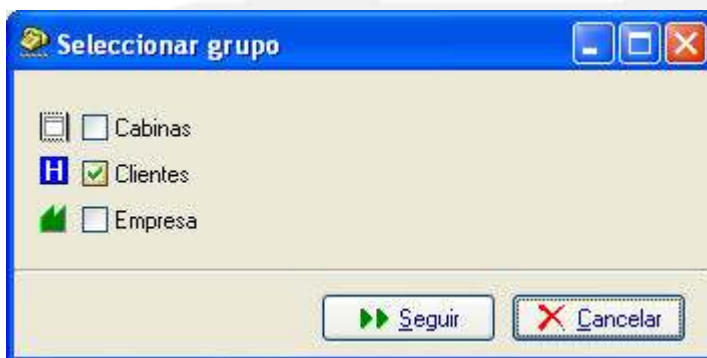 Seleccionar grupo
Cabinas
H Clientes
Empresa
Seguir Cancelar